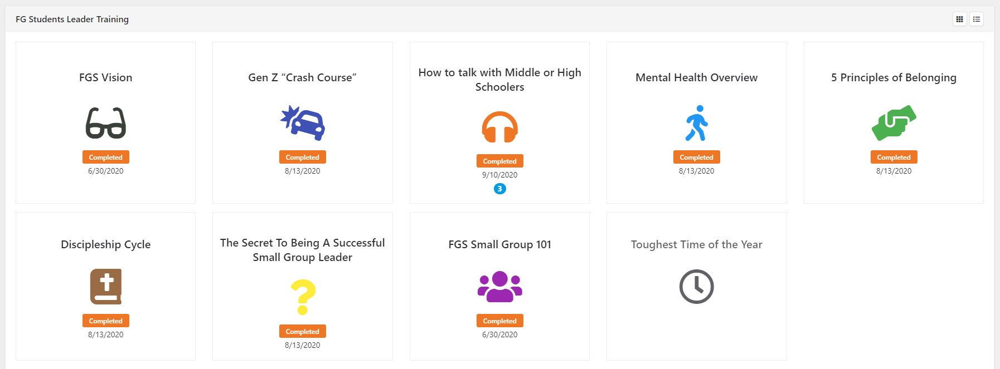 FG Students Leader Training
FGS Vision
Completed
6/30/2020
Gen Z “Crash Course”
Completed
8/13/2020
How to talk with Middle or High
Schoolers
Completed
9/10/2020
3
Mental Health Overview
Completed
8/13/2020
5 Principles of Belonging
Completed
8/13/2020
Discipleship Cycle
Completed
8/13/2020
The Secret To Being A Successful
Small Group Leader
Completed
8/13/2020
FGS Small Group 101
Completed
6/30/2020
Toughest Time of the Year